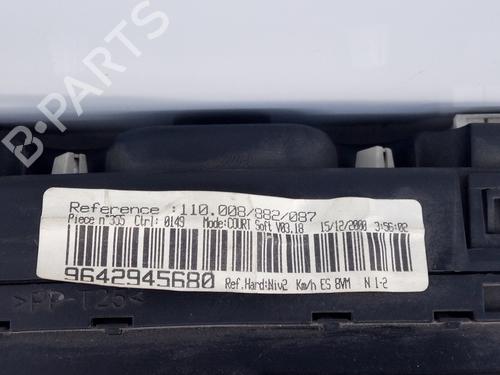 B-PARTS
Reference :110.008/882/087
Piece n°335 Ctrl: 0149 Mode:COURT Soft V03.18 15/12/2000 3:56:02
9642945680 Ref.Hard:Niv2 Km/h ES BVM N 1-2
>PP-T25<